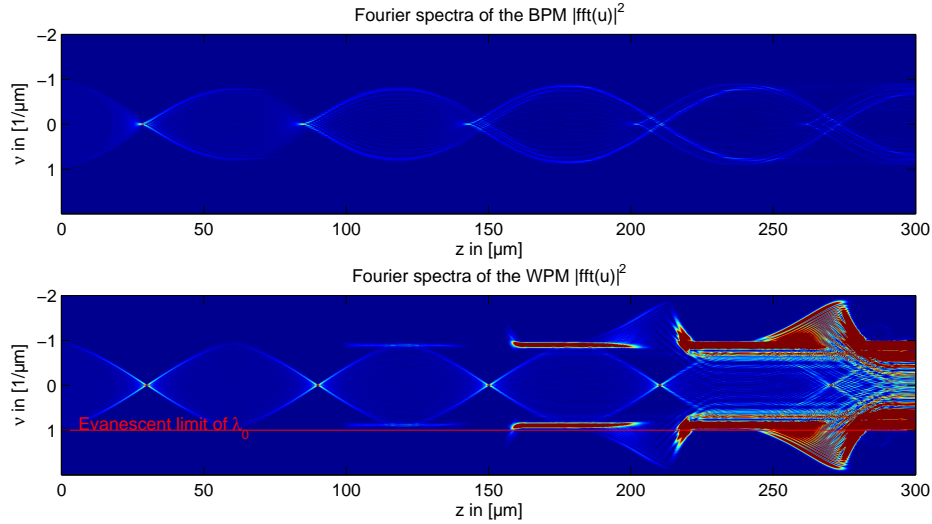 Fourier spectra of the BPM |fft(u)|²
−2
−1
0
1
ν in [1/µm]
0 50 100 150 200 250 300
z in [µm]
Fourier spectra of the WPM |fft(u)|²
−2
−1
0
1
ν in [1/µm]
Evanescent limit of λ₀
0 50 100 150 200 250 300
z in [µm]